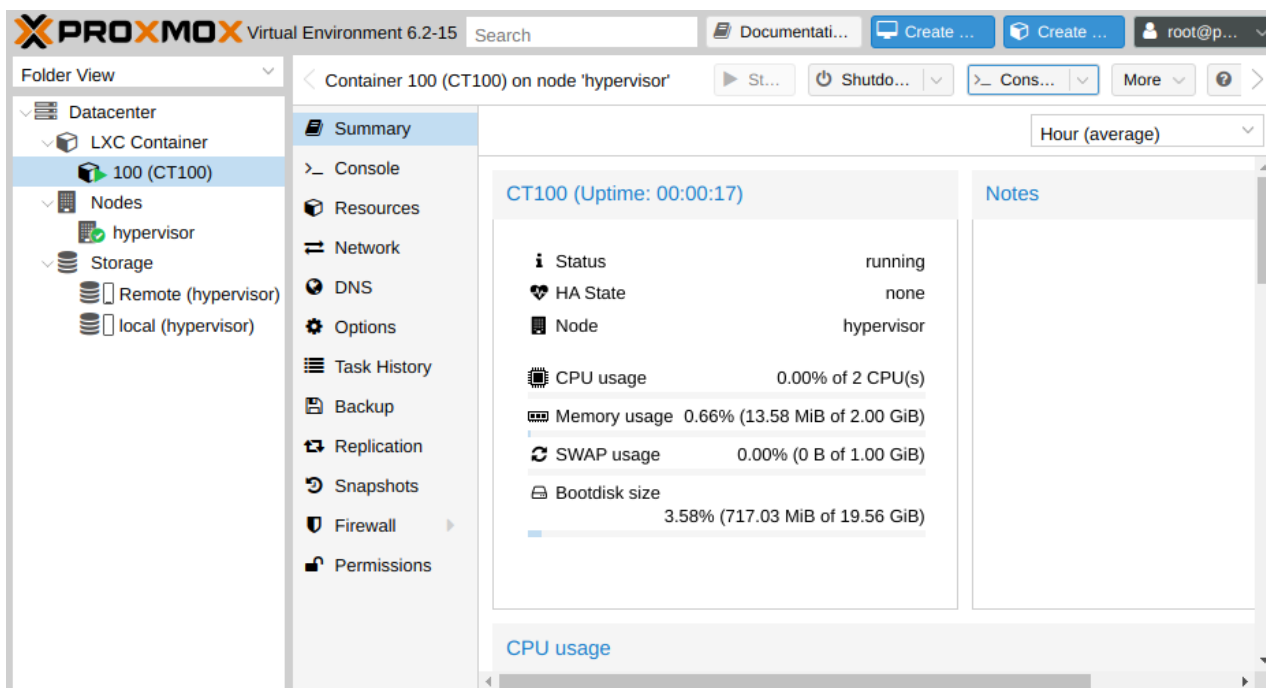 PROXMOX Virtual Environment 6.2-15 Search Documentati... Create ... Create ... root@p...
Folder View
Datacenter
LXC Container
100 (CT100)
Nodes
hypervisor
Storage
Remote (hypervisor)
local (hypervisor)
Container 100 (CT100) on node 'hypervisor' St... Shutdo... >_ Cons... More ?
Summary
>_ Console
Resources
Network
DNS
Options
Task History
Backup
Replication
Snapshots
Firewall
Permissions
Hour (average)
CT100 (Uptime: 00:00:17)
Status running
HA State none
Node hypervisor
CPU usage 0.00% of 2 CPU(s)
Memory usage 0.66% (13.58 MiB of 2.00 GiB)
SWAP usage 0.00% (0 B of 1.00 GiB)
Bootdisk size
3.58% (717.03 MiB of 19.56 GiB)
Notes
CPU usage